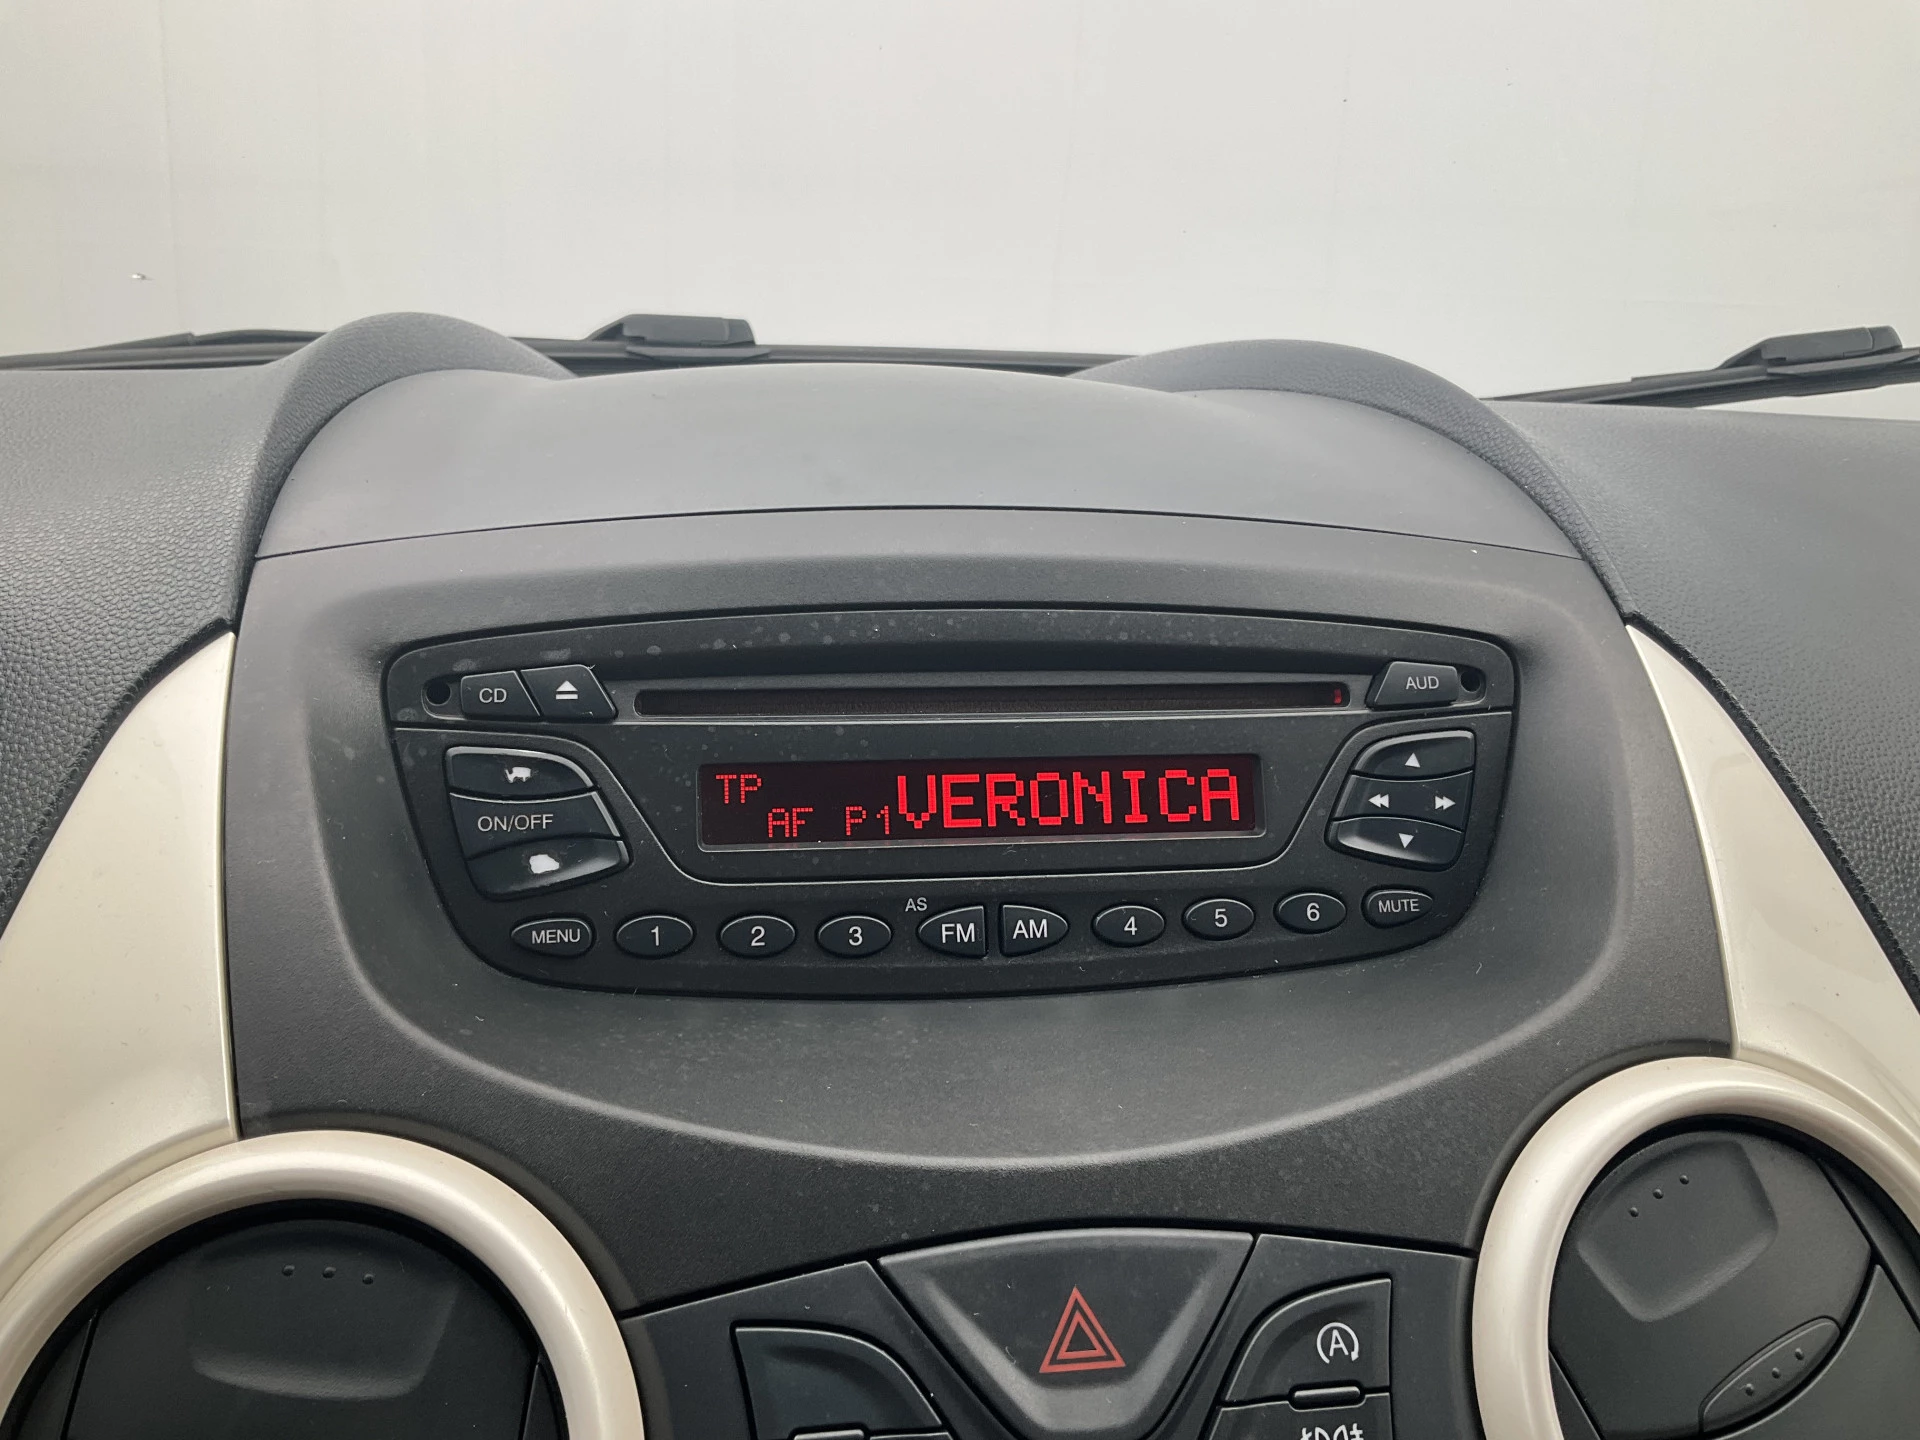 CD
AUD
TP
AF P1 VERONICA
ON/OFF
AS
MENU 1 2 3 FM AM 4 5 6 MUTE
A